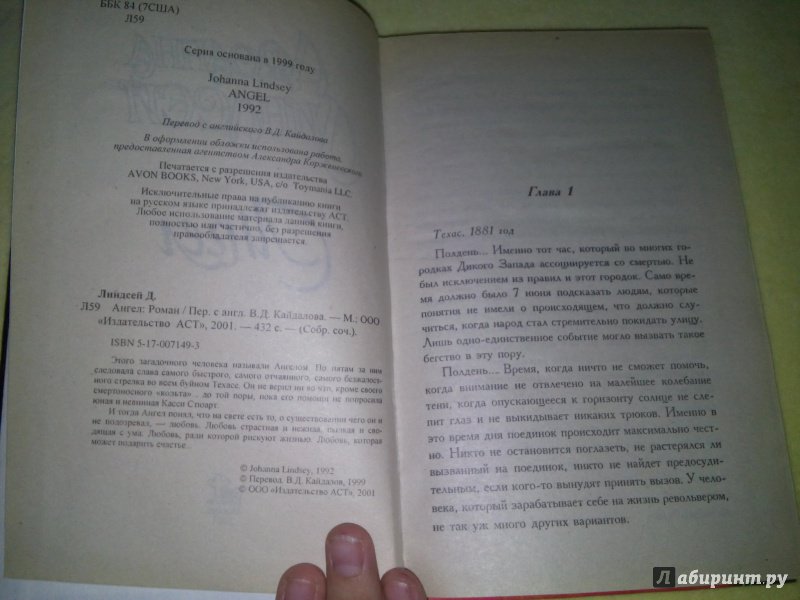 ББК 84 (7США)
Л59
Серия основана в 1999 году
Johanna Lindsey
ANGEL
1992
Перевод с английского В.Д. Кайдалова
В оформлении обложки использована работа,
предоставленная агентством Александра Корженевского.
Печатается с разрешения издательства
AVON BOOKS, New York, USA, c/o Toymania LLC.
Исключительные права на публикацию книги
на русском языке принадлежат издательству АСТ.
Любое использование материала данной книги,
полностью или частично, без разрешения
правообладателя запрещается.
Линдсей Д.
Л59 Ангел: Роман / Пер. с англ. В.Д. Кайдалова. — М.: ООО
«Издательство АСТ», 2001. — 432 с. — (Собр. соч.).
ISBN 5-17-007149-3
Этого загадочного человека называли Ангелом. По пятам за ним
следовала слава самого быстрого, самого отчаянного, самого безжалост-
ного стрелка во всем буйном Техасе. Он не верил ни во что, кроме своего
смертоносного «кольта»... до той поры, пока его помощи не попросила
юная и невинная Касси Стюарт.
И тогда Ангел понял, что на свете есть то, о существовании чего он и
не подозревал, — любовь. Любовь страстная и нежная, пылкая и сво-
дящая с ума. Любовь, ради которой рискуют жизнью. Любовь, которая
может подарить счастье...
© Johanna Lindsey, 1992
© Перевод. В.Д. Кайдалов, 1999
© ООО «Издательство АСТ», 2001
Глава 1
Техас, 1881 год
Полдень... Именно тот час, который во многих го-
родках Дикого Запада ассоциируется со смертью. Не
был исключением из правил и этот городок. Само вре-
мя должно было 7 июня подсказать людям, которые
понятия не имели о происходящем, что должно слу-
читься, когда народ стал стремительно покидать улицу.
Лишь одно-единственное событие могло вызвать такое
бегство в эту пору.
Полдень... Время, когда ничто не сможет помочь,
когда внимание не отвлечено на малейшее колебание
тени, когда опускающееся к горизонту солнце не сле-
пит глаз и не выкидывает никаких трюков. Именно в
это время дня поединок происходит максимально чест-
но. Никто не остановится поглазеть, не растерялся ли
вызванный на поединок, никто не найдет предосуди-
тельным, если кого-то вынудят принять вызов. У чело-
века, который зарабатывает себе на жизнь револьвером,
не так уж много других вариантов.
Лабиринт.ру